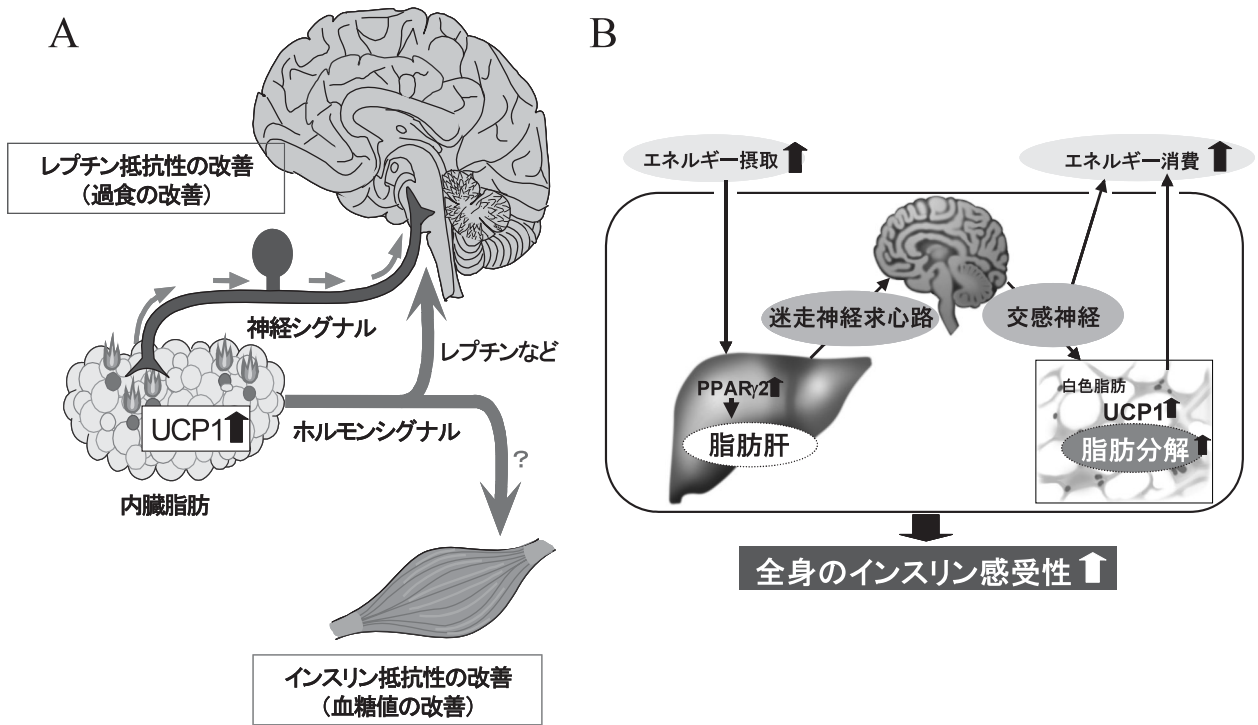 A
レプチン抵抗性の改善
(過食の改善)
神経シグナル
レプチンなど
UCP1
ホルモンシグナル
内臓脂肪
?
インスリン抵抗性の改善
(血糖値の改善)
B
エネルギー摂取
エネルギー消費
迷走神経求心路
交感神経
PPARγ2
脂肪肝
白色脂肪
UCP1
脂肪分解
全身のインスリン感受性